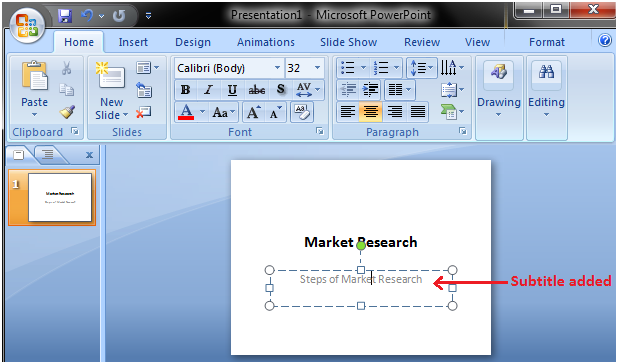 Presentation1 - Microsoft PowerPoint
Home Insert Design Animations Slide Show Review View Format
Calibri (Body) 32
Paste New Slide Drawing Editing
B I U abc S AV
A Aa A A
Clipboard Slides Font Paragraph
1
Market Research
Steps of Market Research
Market Research
Steps of Market Research
Subtitle added